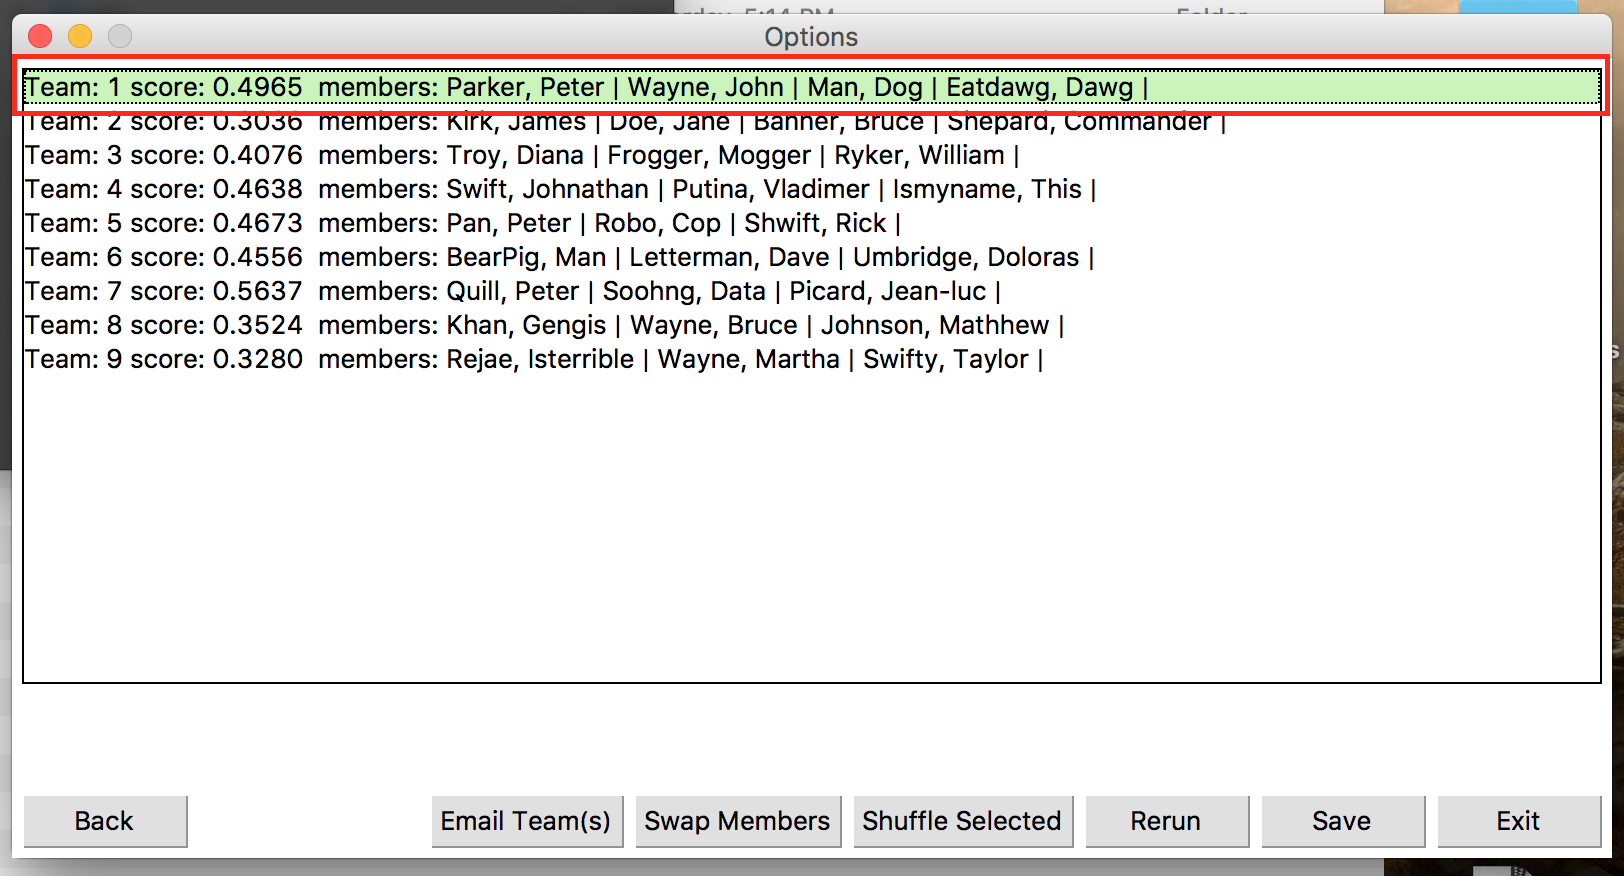 Options
Team: 1 score: 0.4965  members: Parker, Peter | Wayne, John | Man, Dog | Eatdawg, Dawg |
Team: 2 score: 0.3036  members: Kirk, James | Doe, Jane | Banner, Bruce | Shepard, Commander |
Team: 3 score: 0.4076  members: Troy, Diana | Frogger, Mogger | Ryker, William |
Team: 4 score: 0.4638  members: Swift, Johnathan | Putina, Vladimer | Ismyname, This |
Team: 5 score: 0.4673  members: Pan, Peter | Robo, Cop | Shwift, Rick |
Team: 6 score: 0.4556  members: BearPig, Man | Letterman, Dave | Umbridge, Doloras |
Team: 7 score: 0.5637  members: Quill, Peter | Soohng, Data | Picard, Jean-luc |
Team: 8 score: 0.3524  members: Khan, Gengis | Wayne, Bruce | Johnson, Mathhew |
Team: 9 score: 0.3280  members: Rejae, Isterrible | Wayne, Martha | Swifty, Taylor |
Back Email Team(s) Swap Members Shuffle Selected Rerun Save Exit